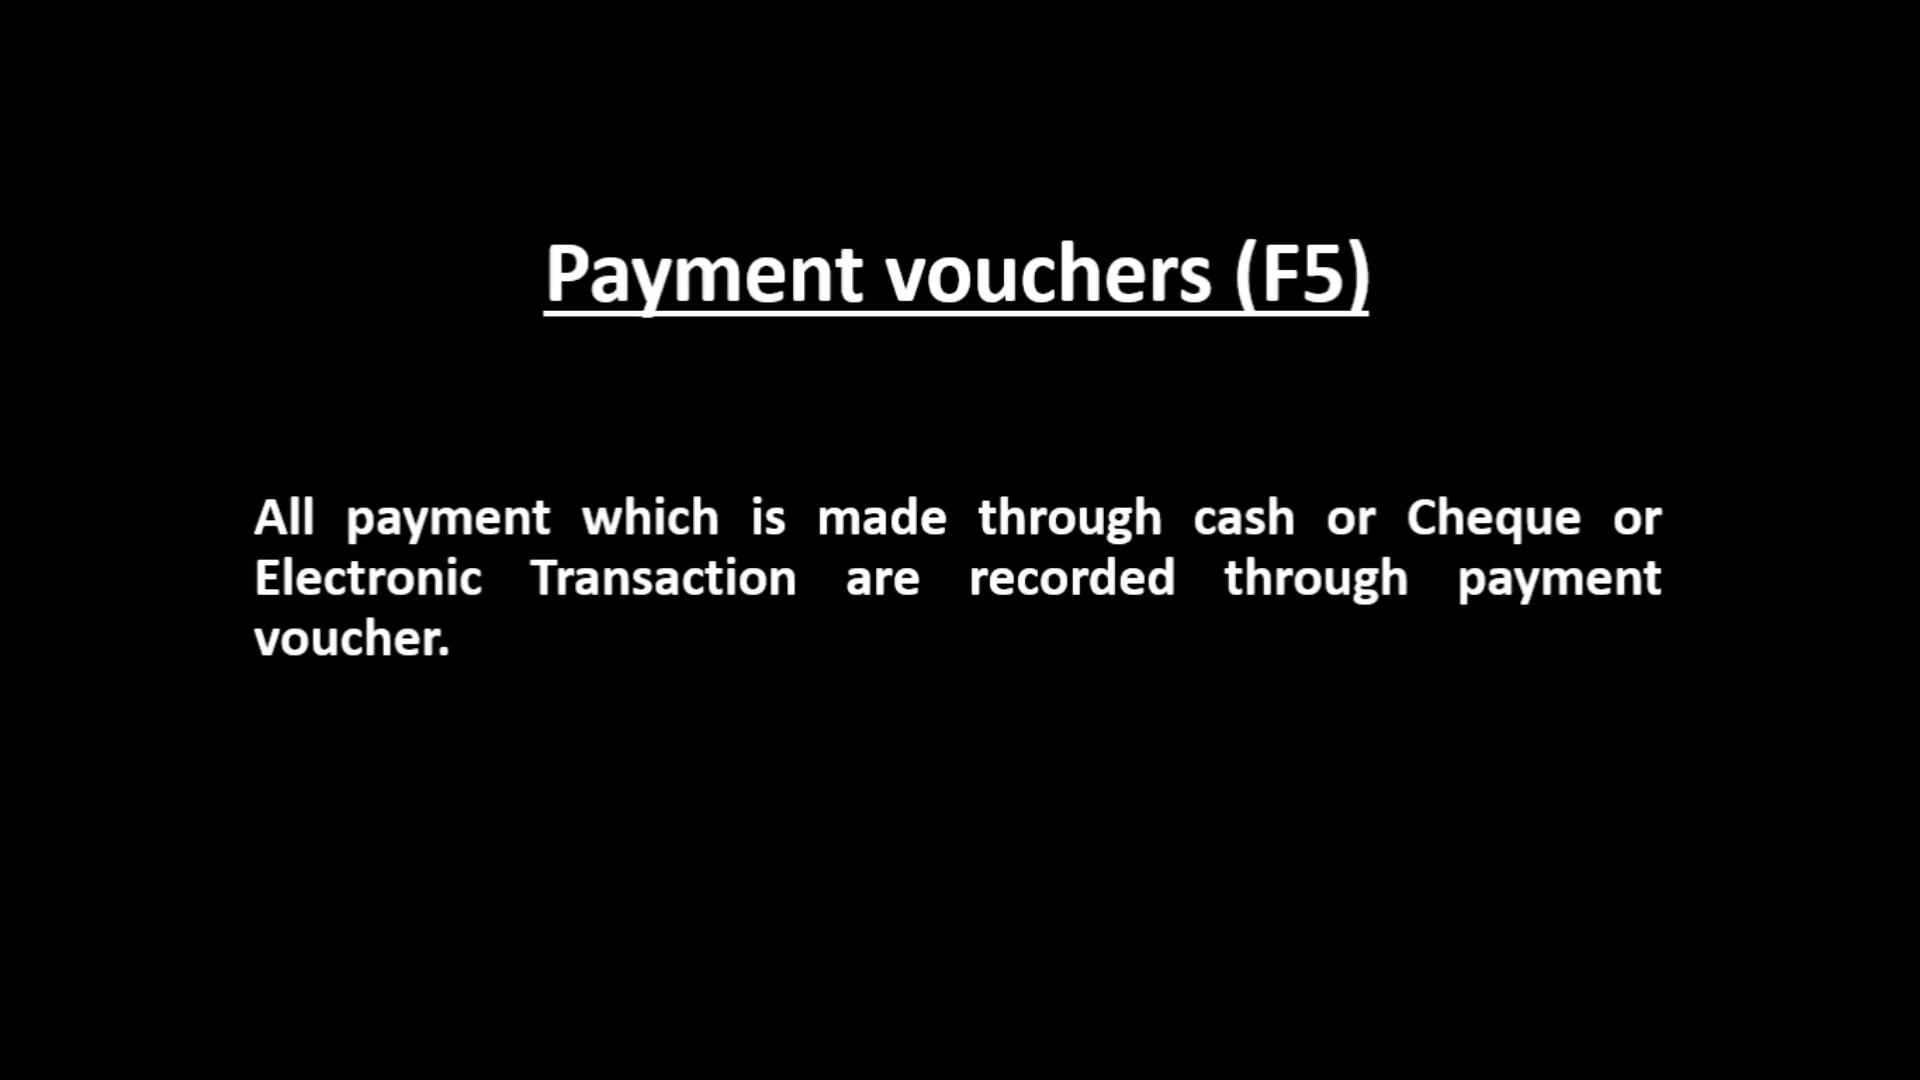 Payment vouchers (F5)
All payment which is made through cash or Cheque or
Electronic Transaction are recorded through payment
voucher.